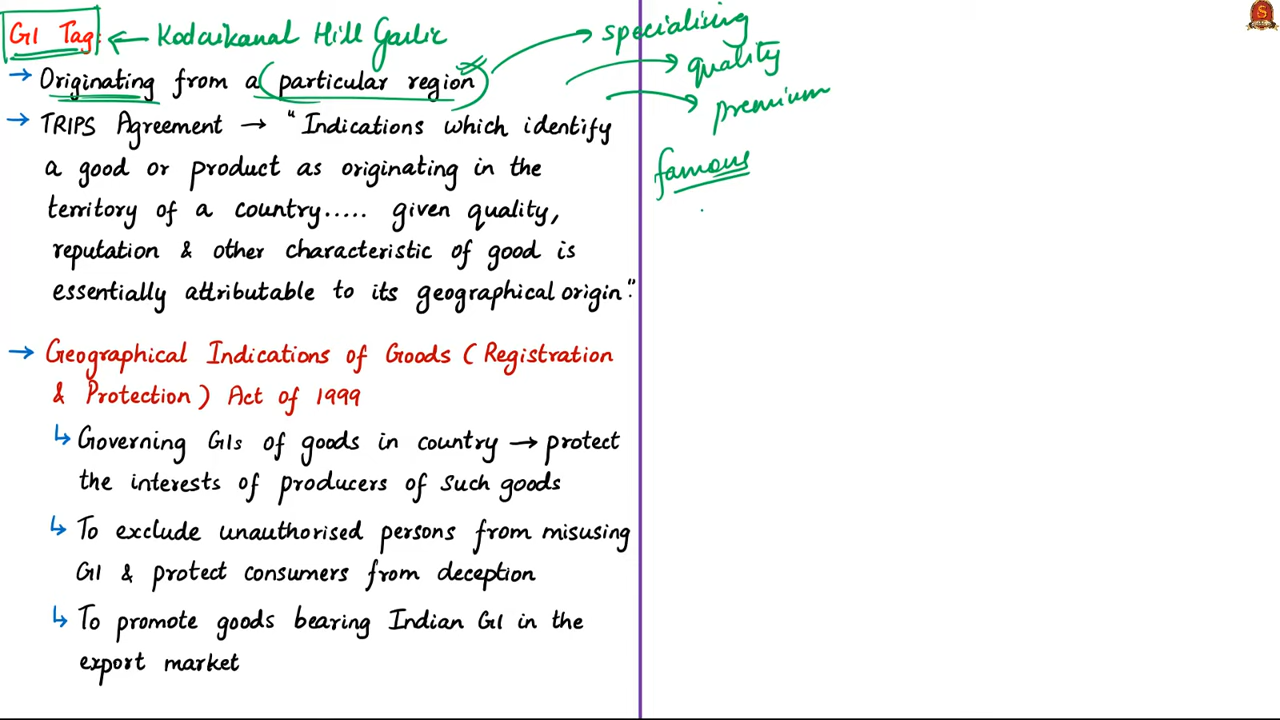 GI Tag: ← Kodaikanal Hill Garlic
→ Originating from a (particular region)
→ TRIPS Agreement → "Indications which identify
a good or product as originating in the
territory of a country..... given quality,
reputation & other characteristic of good is
essentially attributable to its geographical origin".
→ Geographical Indications of Goods (Registration
& Protection) Act of 1999
↳ Governing GIs of goods in country → protect
the interests of producers of such goods
↳ To exclude unauthorised persons from misusing
GI & protect consumers from deception
↳ To promote goods bearing Indian GI in the
export market
→ specialising
→ quality
→ premium
famous
S